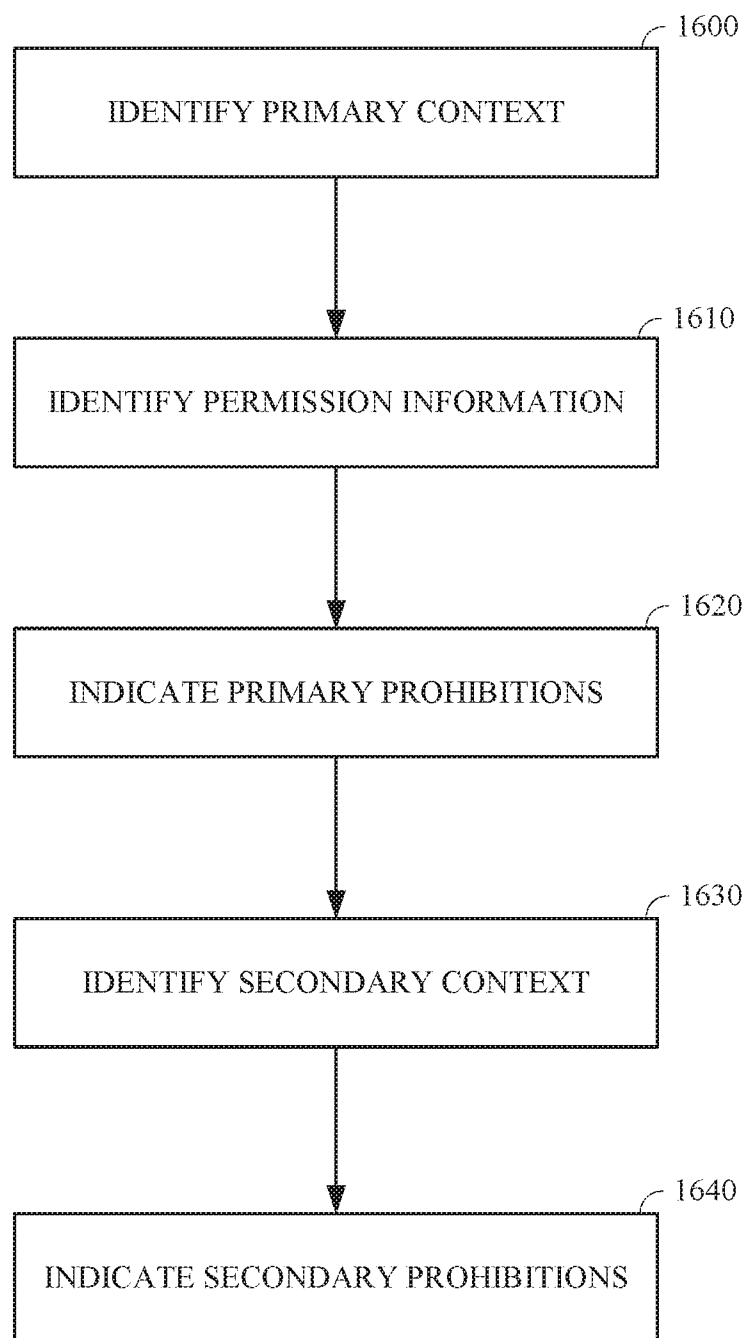 1600
IDENTIFY PRIMARY CONTEXT
1610
IDENTIFY PERMISSION INFORMATION
1620
INDICATE PRIMARY PROHIBITIONS
1630
IDENTIFY SECONDARY CONTEXT
1640
INDICATE SECONDARY PROHIBITIONS